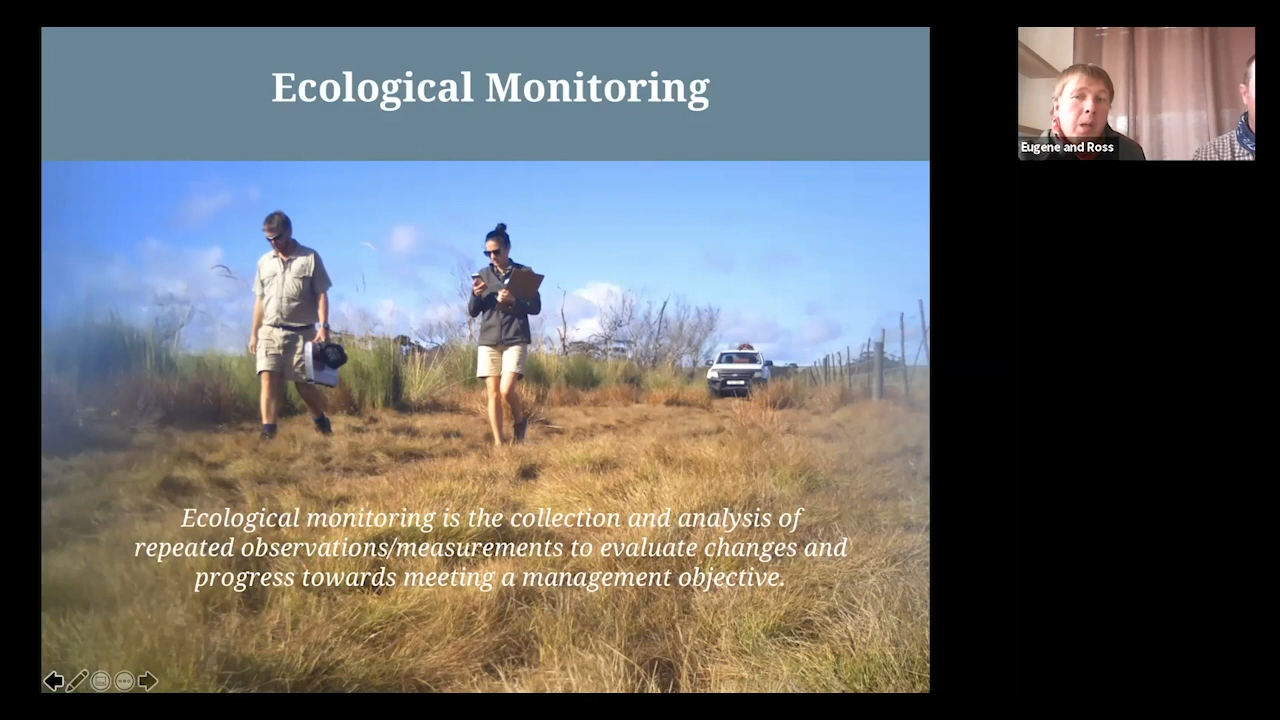 Ecological Monitoring
Eugene and Ross
Ecological monitoring is the collection and analysis of
repeated observations/measurements to evaluate changes and
progress towards meeting a management objective.